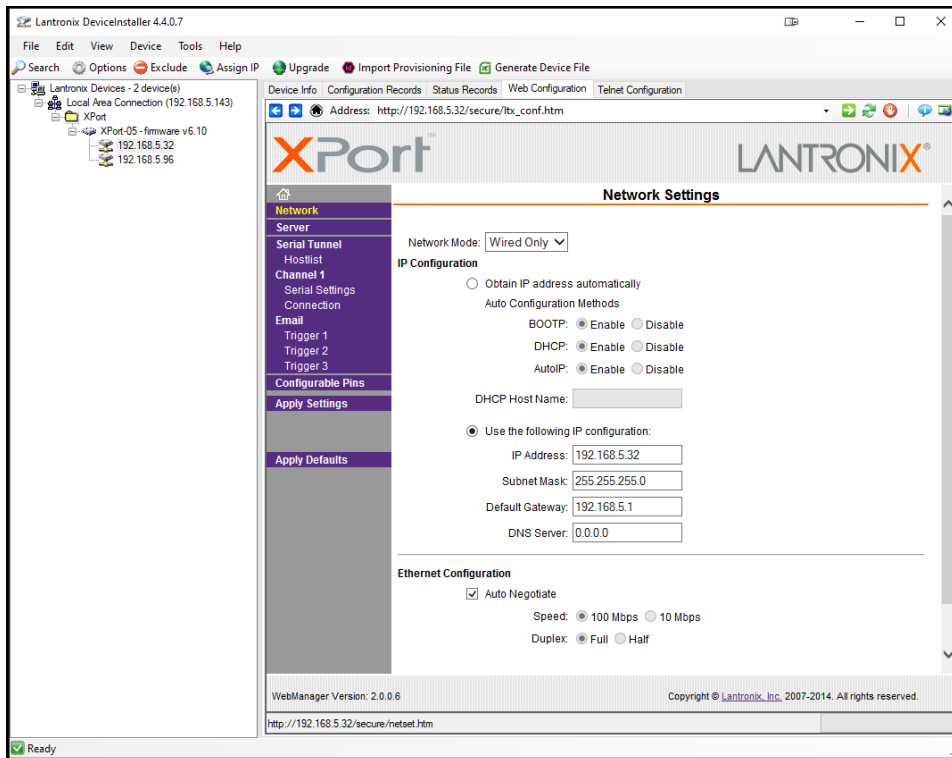 Lantronix DeviceInstaller 4.4.0.7
File Edit View Device Tools Help
Search Options Exclude Assign IP Upgrade Import Provisioning File Generate Device File
Lantronix Devices - 2 device(s)
Local Area Connection (192.168.5.143)
XPort
XPort-05 - firmware v6.10
192.168.5.32
192.168.5.96
Device Info Configuration Records Status Records Web Configuration Telnet Configuration
Address: http://192.168.5.32/secure/ltx_conf.htm
XPort® LANTRONIX®
Network
Server
Serial Tunnel
Hostlist
Channel 1
Serial Settings
Connection
Email
Trigger 1
Trigger 2
Trigger 3
Configurable Pins
Apply Settings
Apply Defaults
Network Settings
Network Mode: Wired Only
IP Configuration
Obtain IP address automatically
Auto Configuration Methods
BOOTP: Enable Disable
DHCP: Enable Disable
AutoIP: Enable Disable
DHCP Host Name:
Use the following IP configuration:
IP Address: 192.168.5.32
Subnet Mask: 255.255.255.0
Default Gateway: 192.168.5.1
DNS Server: 0.0.0.0
Ethernet Configuration
Auto Negotiate
Speed: 100 Mbps 10 Mbps
Duplex: Full Half
WebManager Version: 2.0.0.6 Copyright © Lantronix, Inc. 2007-2014. All rights reserved.
http://192.168.5.32/secure/netset.htm
Ready